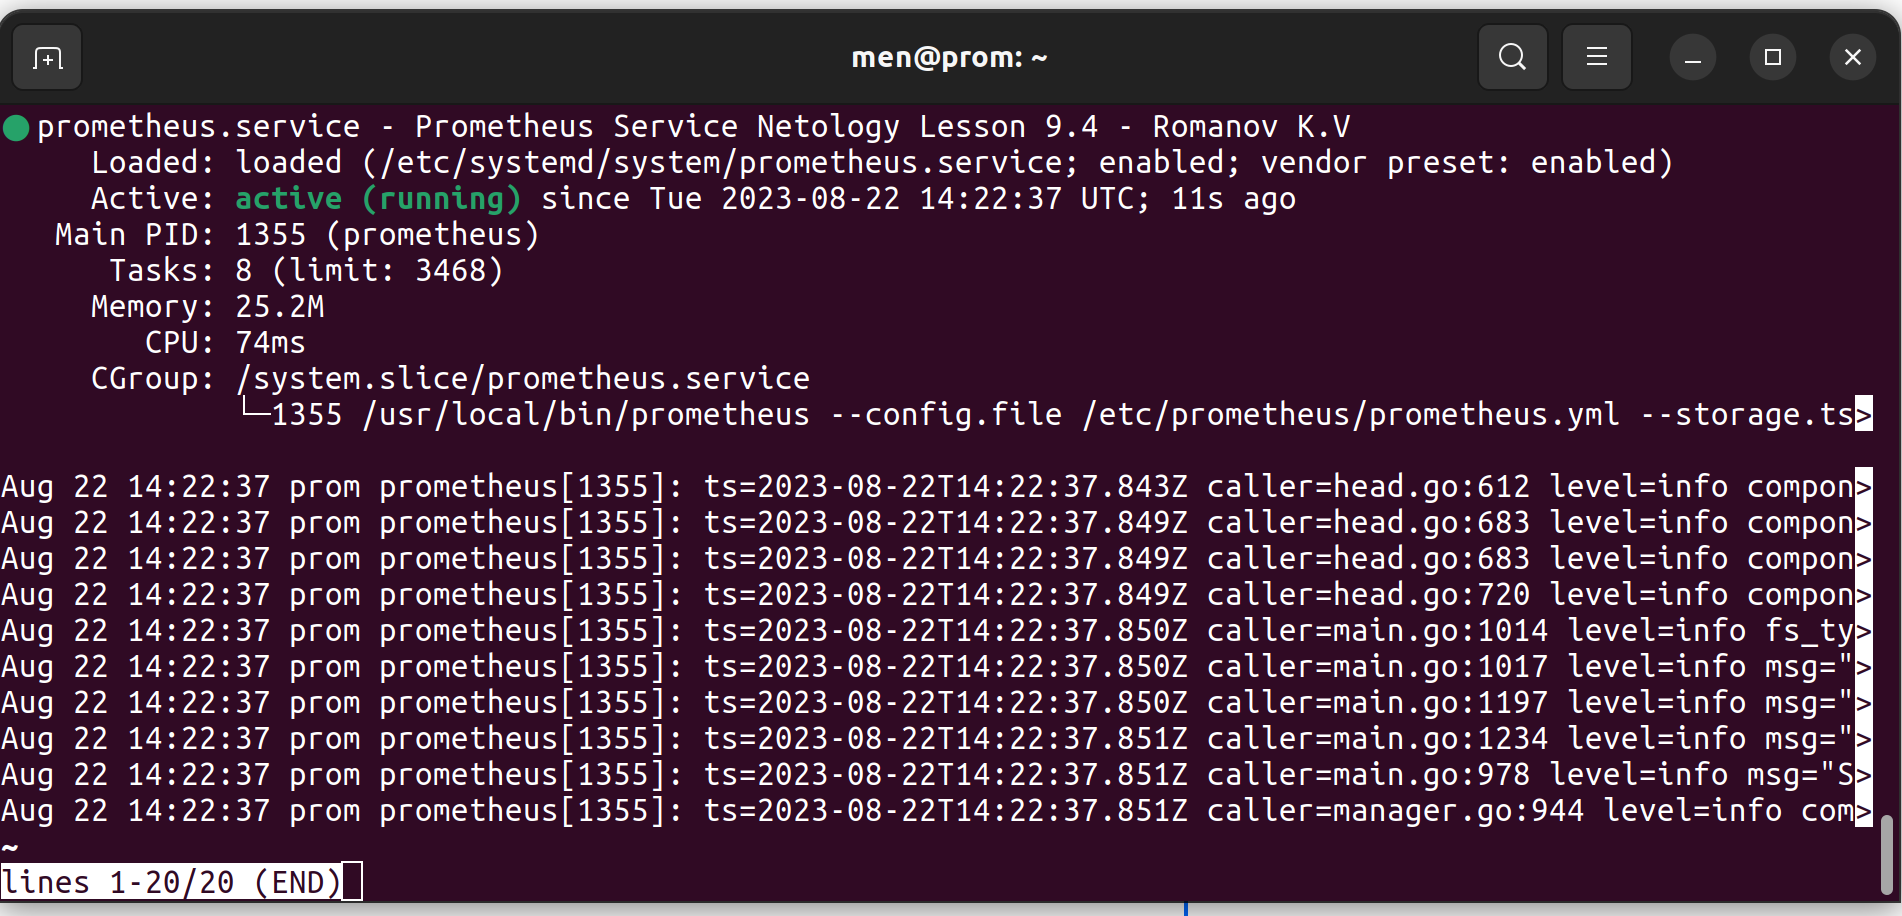 men@prom: ~
prometheus.service - Prometheus Service Netology Lesson 9.4 - Romanov K.V
Loaded: loaded (/etc/systemd/system/prometheus.service; enabled; vendor preset: enabled)
Active: active (running) since Tue 2023-08-22 14:22:37 UTC; 11s ago
Main PID: 1355 (prometheus)
Tasks: 8 (limit: 3468)
Memory: 25.2M
CPU: 74ms
CGroup: /system.slice/prometheus.service
└─1355 /usr/local/bin/prometheus --config.file /etc/prometheus/prometheus.yml --storage.ts>
Aug 22 14:22:37 prom prometheus[1355]: ts=2023-08-22T14:22:37.843Z caller=head.go:612 level=info compon>
Aug 22 14:22:37 prom prometheus[1355]: ts=2023-08-22T14:22:37.849Z caller=head.go:683 level=info compon>
Aug 22 14:22:37 prom prometheus[1355]: ts=2023-08-22T14:22:37.849Z caller=head.go:683 level=info compon>
Aug 22 14:22:37 prom prometheus[1355]: ts=2023-08-22T14:22:37.849Z caller=head.go:720 level=info compon>
Aug 22 14:22:37 prom prometheus[1355]: ts=2023-08-22T14:22:37.850Z caller=main.go:1014 level=info fs_ty>
Aug 22 14:22:37 prom prometheus[1355]: ts=2023-08-22T14:22:37.850Z caller=main.go:1017 level=info msg=">
Aug 22 14:22:37 prom prometheus[1355]: ts=2023-08-22T14:22:37.850Z caller=main.go:1197 level=info msg=">
Aug 22 14:22:37 prom prometheus[1355]: ts=2023-08-22T14:22:37.851Z caller=main.go:1234 level=info msg=">
Aug 22 14:22:37 prom prometheus[1355]: ts=2023-08-22T14:22:37.851Z caller=main.go:978 level=info msg="S>
Aug 22 14:22:37 prom prometheus[1355]: ts=2023-08-22T14:22:37.851Z caller=manager.go:944 level=info com>
~
lines 1-20/20 (END)